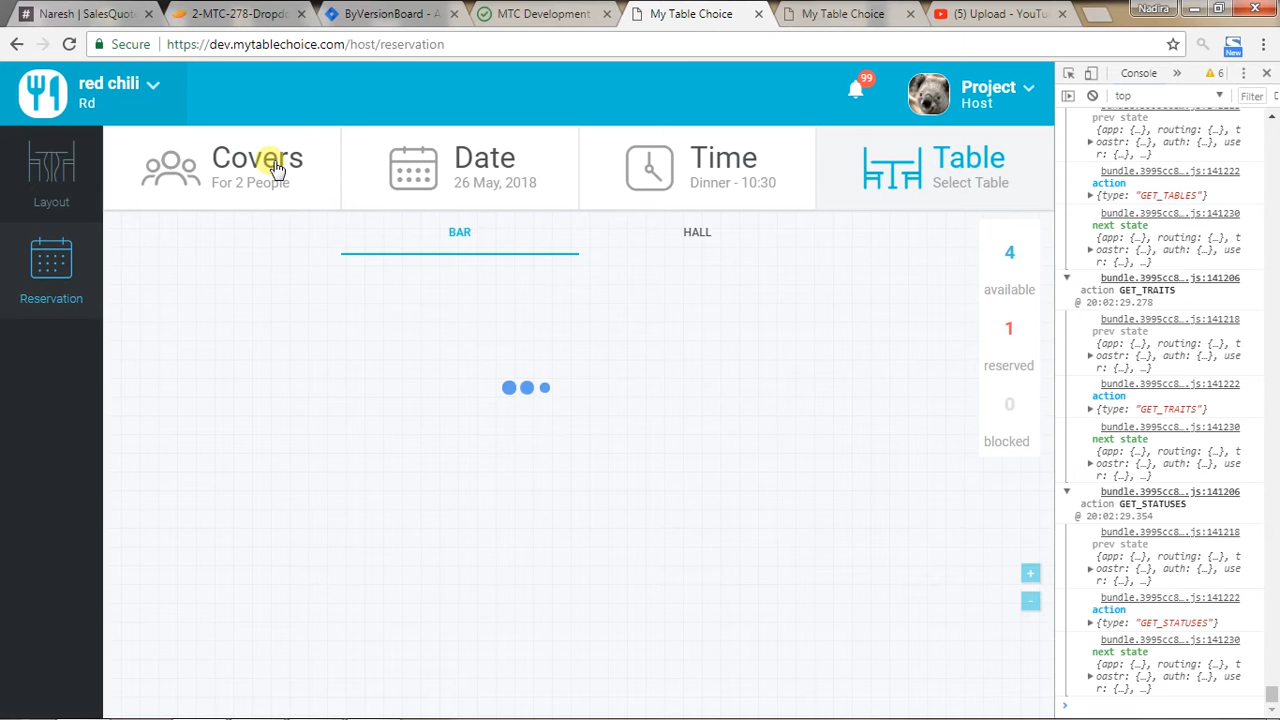 Naresh | SalesQuot
2-MTC-278-Dropdo
ByVersionBoard - A
MTC Development
My Table Choice
My Table Choice
(5) Upload - YouTu
Nadira
Secure
https://dev.mytablechoice.com/host/reservation
New
red chili
Rd
99
Project
Host
Layout
Reservation
Covers
For 2 People
Date
26 May, 2018
Time
Dinner - 10:30
Table
Select Table
BAR
HALL
4
available
1
reserved
0
blocked
+
-
Console
»
6
top
Filter
prev state
{app: {…}, routing: {…}, t
oastr: {…}, auth: {…}, use
r: {…}, …}
bundle.3995cc8….js:141222
action
{type: "GET_TABLES"}
bundle.3995cc8….js:141230
next state
{app: {…}, routing: {…}, t
oastr: {…}, auth: {…}, use
r: {…}, …}
bundle.3995cc8….js:141206
action GET_TRAITS
@ 20:02:29.278
bundle.3995cc8….js:141218
prev state
{app: {…}, routing: {…}, t
oastr: {…}, auth: {…}, use
r: {…}, …}
bundle.3995cc8….js:141222
action
{type: "GET_TRAITS"}
bundle.3995cc8….js:141230
next state
{app: {…}, routing: {…}, t
oastr: {…}, auth: {…}, use
r: {…}, …}
bundle.3995cc8….js:141206
action GET_STATUSES
@ 20:02:29.354
bundle.3995cc8….js:141218
prev state
{app: {…}, routing: {…}, t
oastr: {…}, auth: {…}, use
r: {…}, …}
bundle.3995cc8….js:141222
action
{type: "GET_STATUSES"}
bundle.3995cc8….js:141230
next state
{app: {…}, routing: {…}, t
oastr: {…}, auth: {…}, use
r: {…}, …}